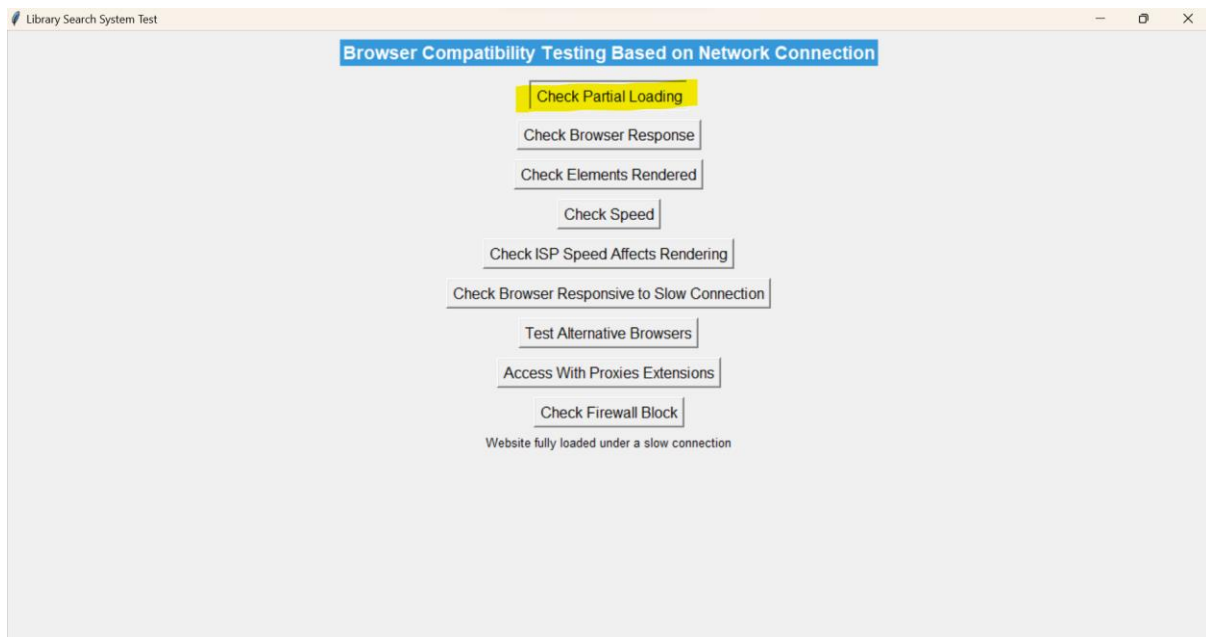 Library Search System Test
Browser Compatibility Testing Based on Network Connection
Check Partial Loading
Check Browser Response
Check Elements Rendered
Check Speed
Check ISP Speed Affects Rendering
Check Browser Responsive to Slow Connection
Test Alternative Browsers
Access With Proxies Extensions
Check Firewall Block
Website fully loaded under a slow connection